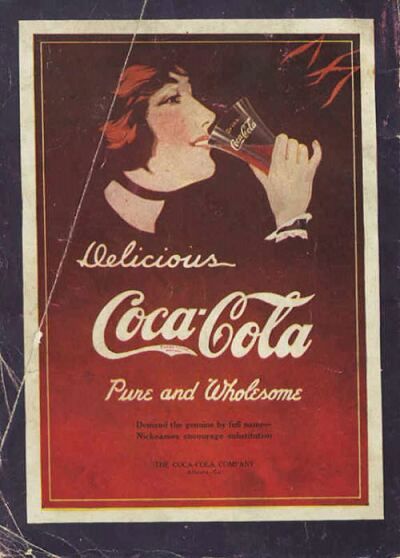 DRINK
Coca-Cola
Delicious
Coca-Cola
Pure and Wholesome
Demand the genuine by full name—
Nicknames encourage substitution
THE COCA-COLA COMPANY
Atlanta, Ga.